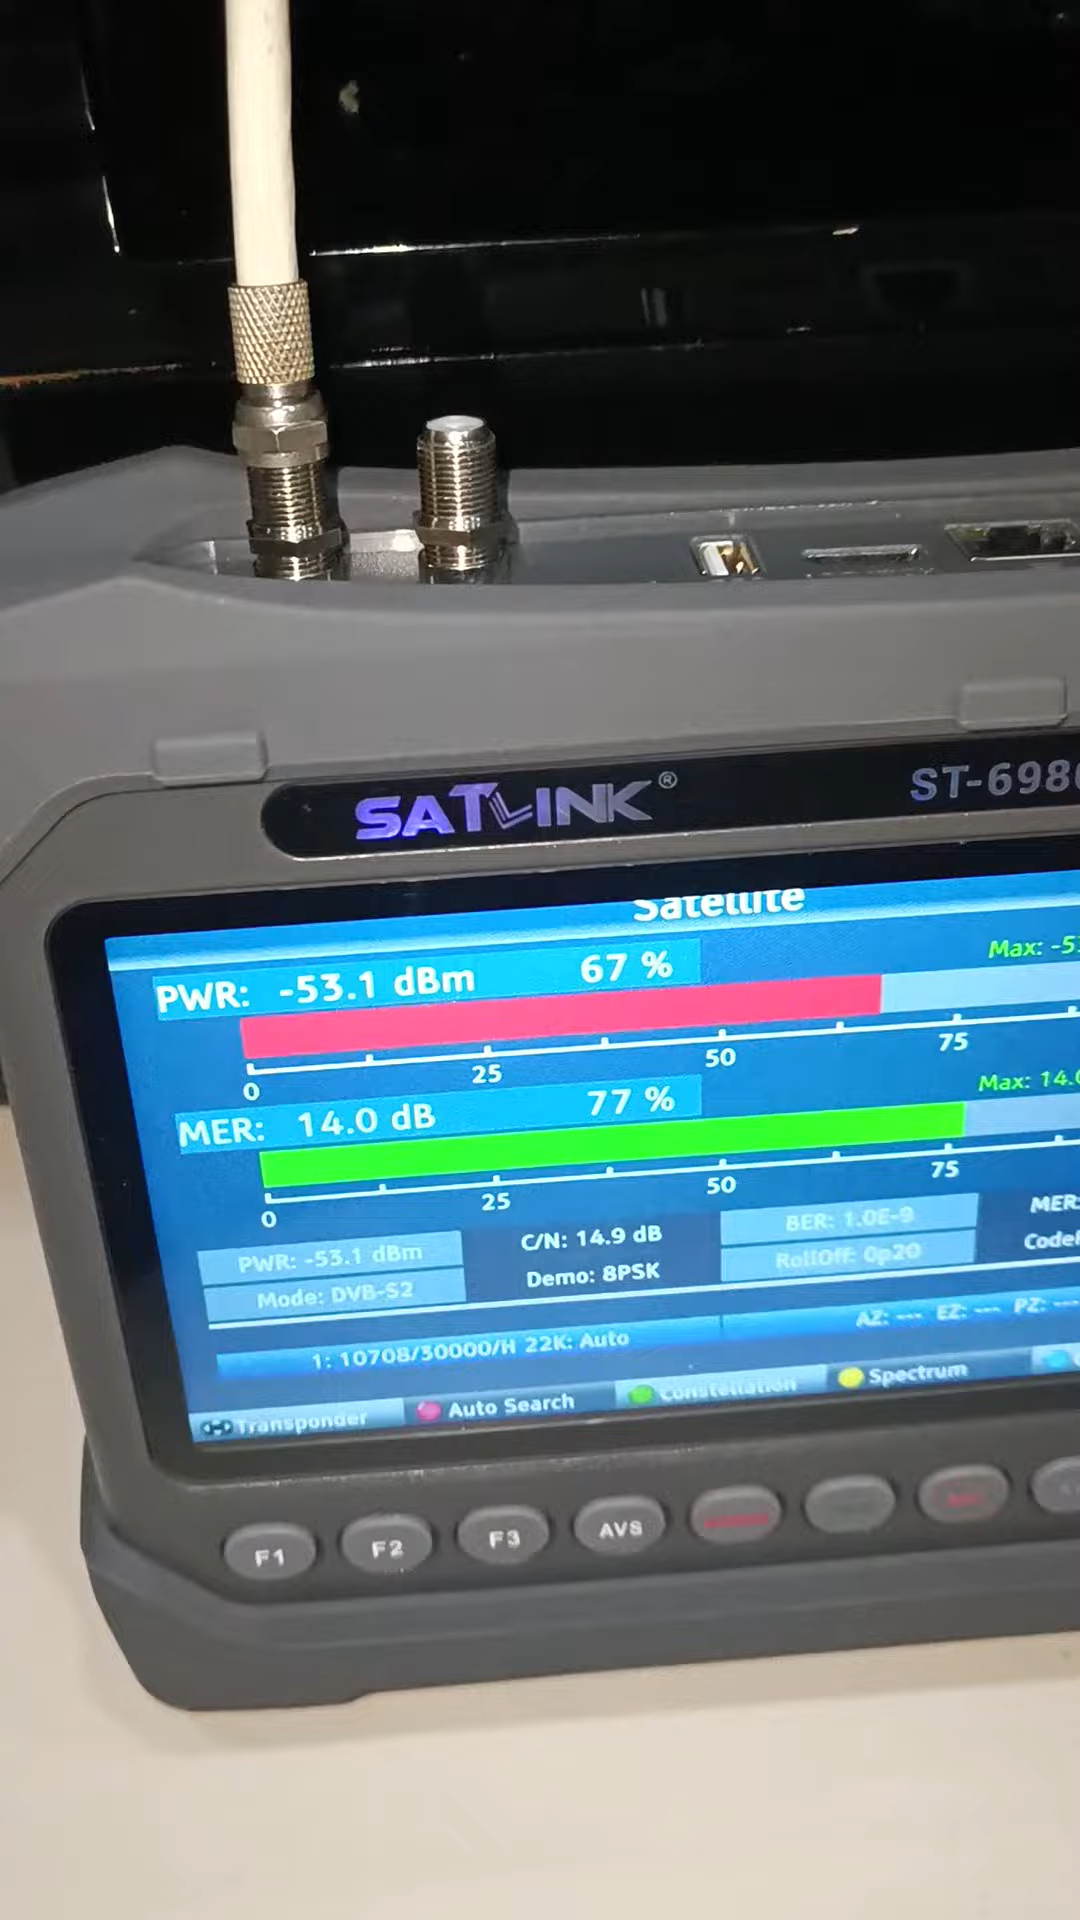 SATLINK®
ST-698
Satellite
PWR: -53.1 dBm 67 %
Max: -5
0 25 50 75
MER: 14.0 dB 77 %
Max: 14.0
0 25 50 75
PWR: -53.1 dBm
C/N: 14.9 dB
BER: 1.0E-9
MER:
Mode: DVB-S2
Demo: 8PSK
RollOff: 0p20
Code
1: 10708/30000/H 22K: Auto
AZ: --- EZ: --- PZ: ---
Transponder Auto Search Constellation Spectrum
F1 F2 F3 AVS